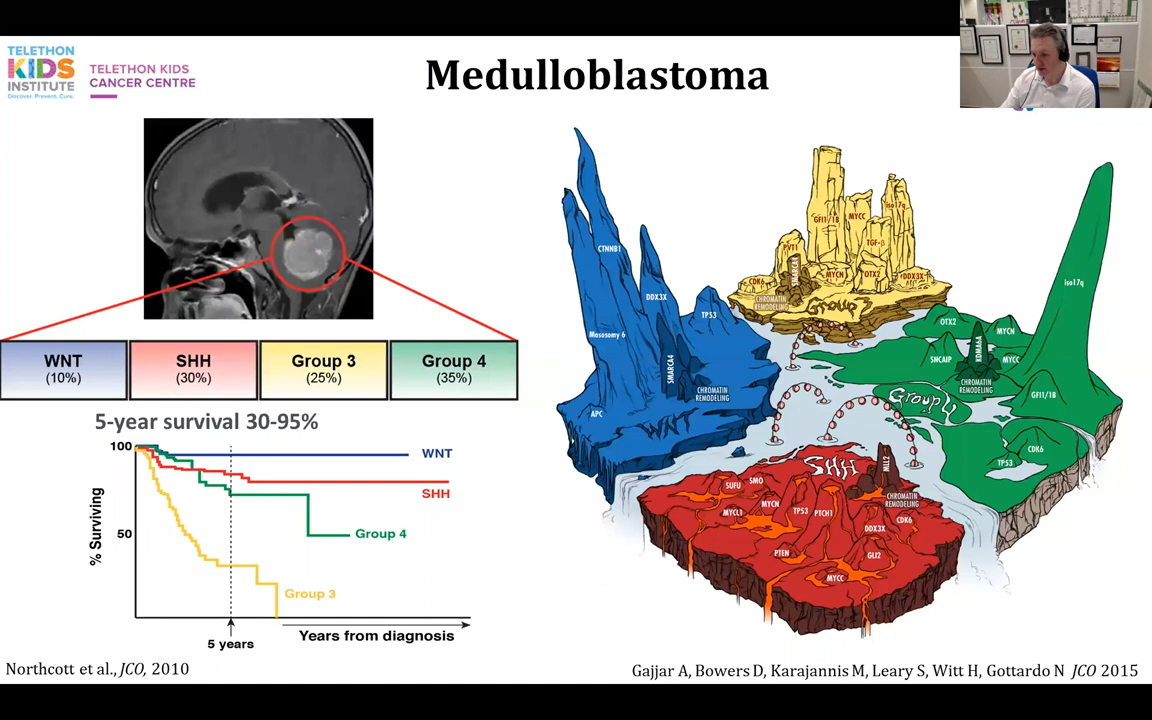 TELETHON
KIDS
INSTITUTE
Discover. Prevent. Cure.
TELETHON KIDS
CANCER CENTRE
Medulloblastoma
WNT
(10%)
SHH
(30%)
Group 3
(25%)
Group 4
(35%)
5-year survival 30-95%
100
50
% Surviving
WNT
SHH
Group 4
Group 3
5 years
Years from diagnosis
Northcott et al., JCO, 2010
CTNNB1
DDX3X
TP53
Monosomy 6
SMARCA4
CHROMATIN
REMODELING
APC
WNT
GFI1/1B
MYCC
iso17q
PVT1
TGF-β
SMARCA4
CDK6
MYCN
OTX2
DDX3X
CHROMATIN
REMODELING
Group 3
iso17q
OTX2
MYCN
KDM6A
SNCAIP
MYCC
CHROMATIN
REMODELING
GFI1/1B
Group 4
CDK6
TP53
SHH
MLL2
SUFU
SMO
CHROMATIN
REMODELING
MYCL1
MYCN
TP53
PTCH1
DDX3X
CDK6
PTEN
GLI2
MYCC
Gajjar A, Bowers D, Karajannis M, Leary S, Witt H, Gottardo N JCO 2015